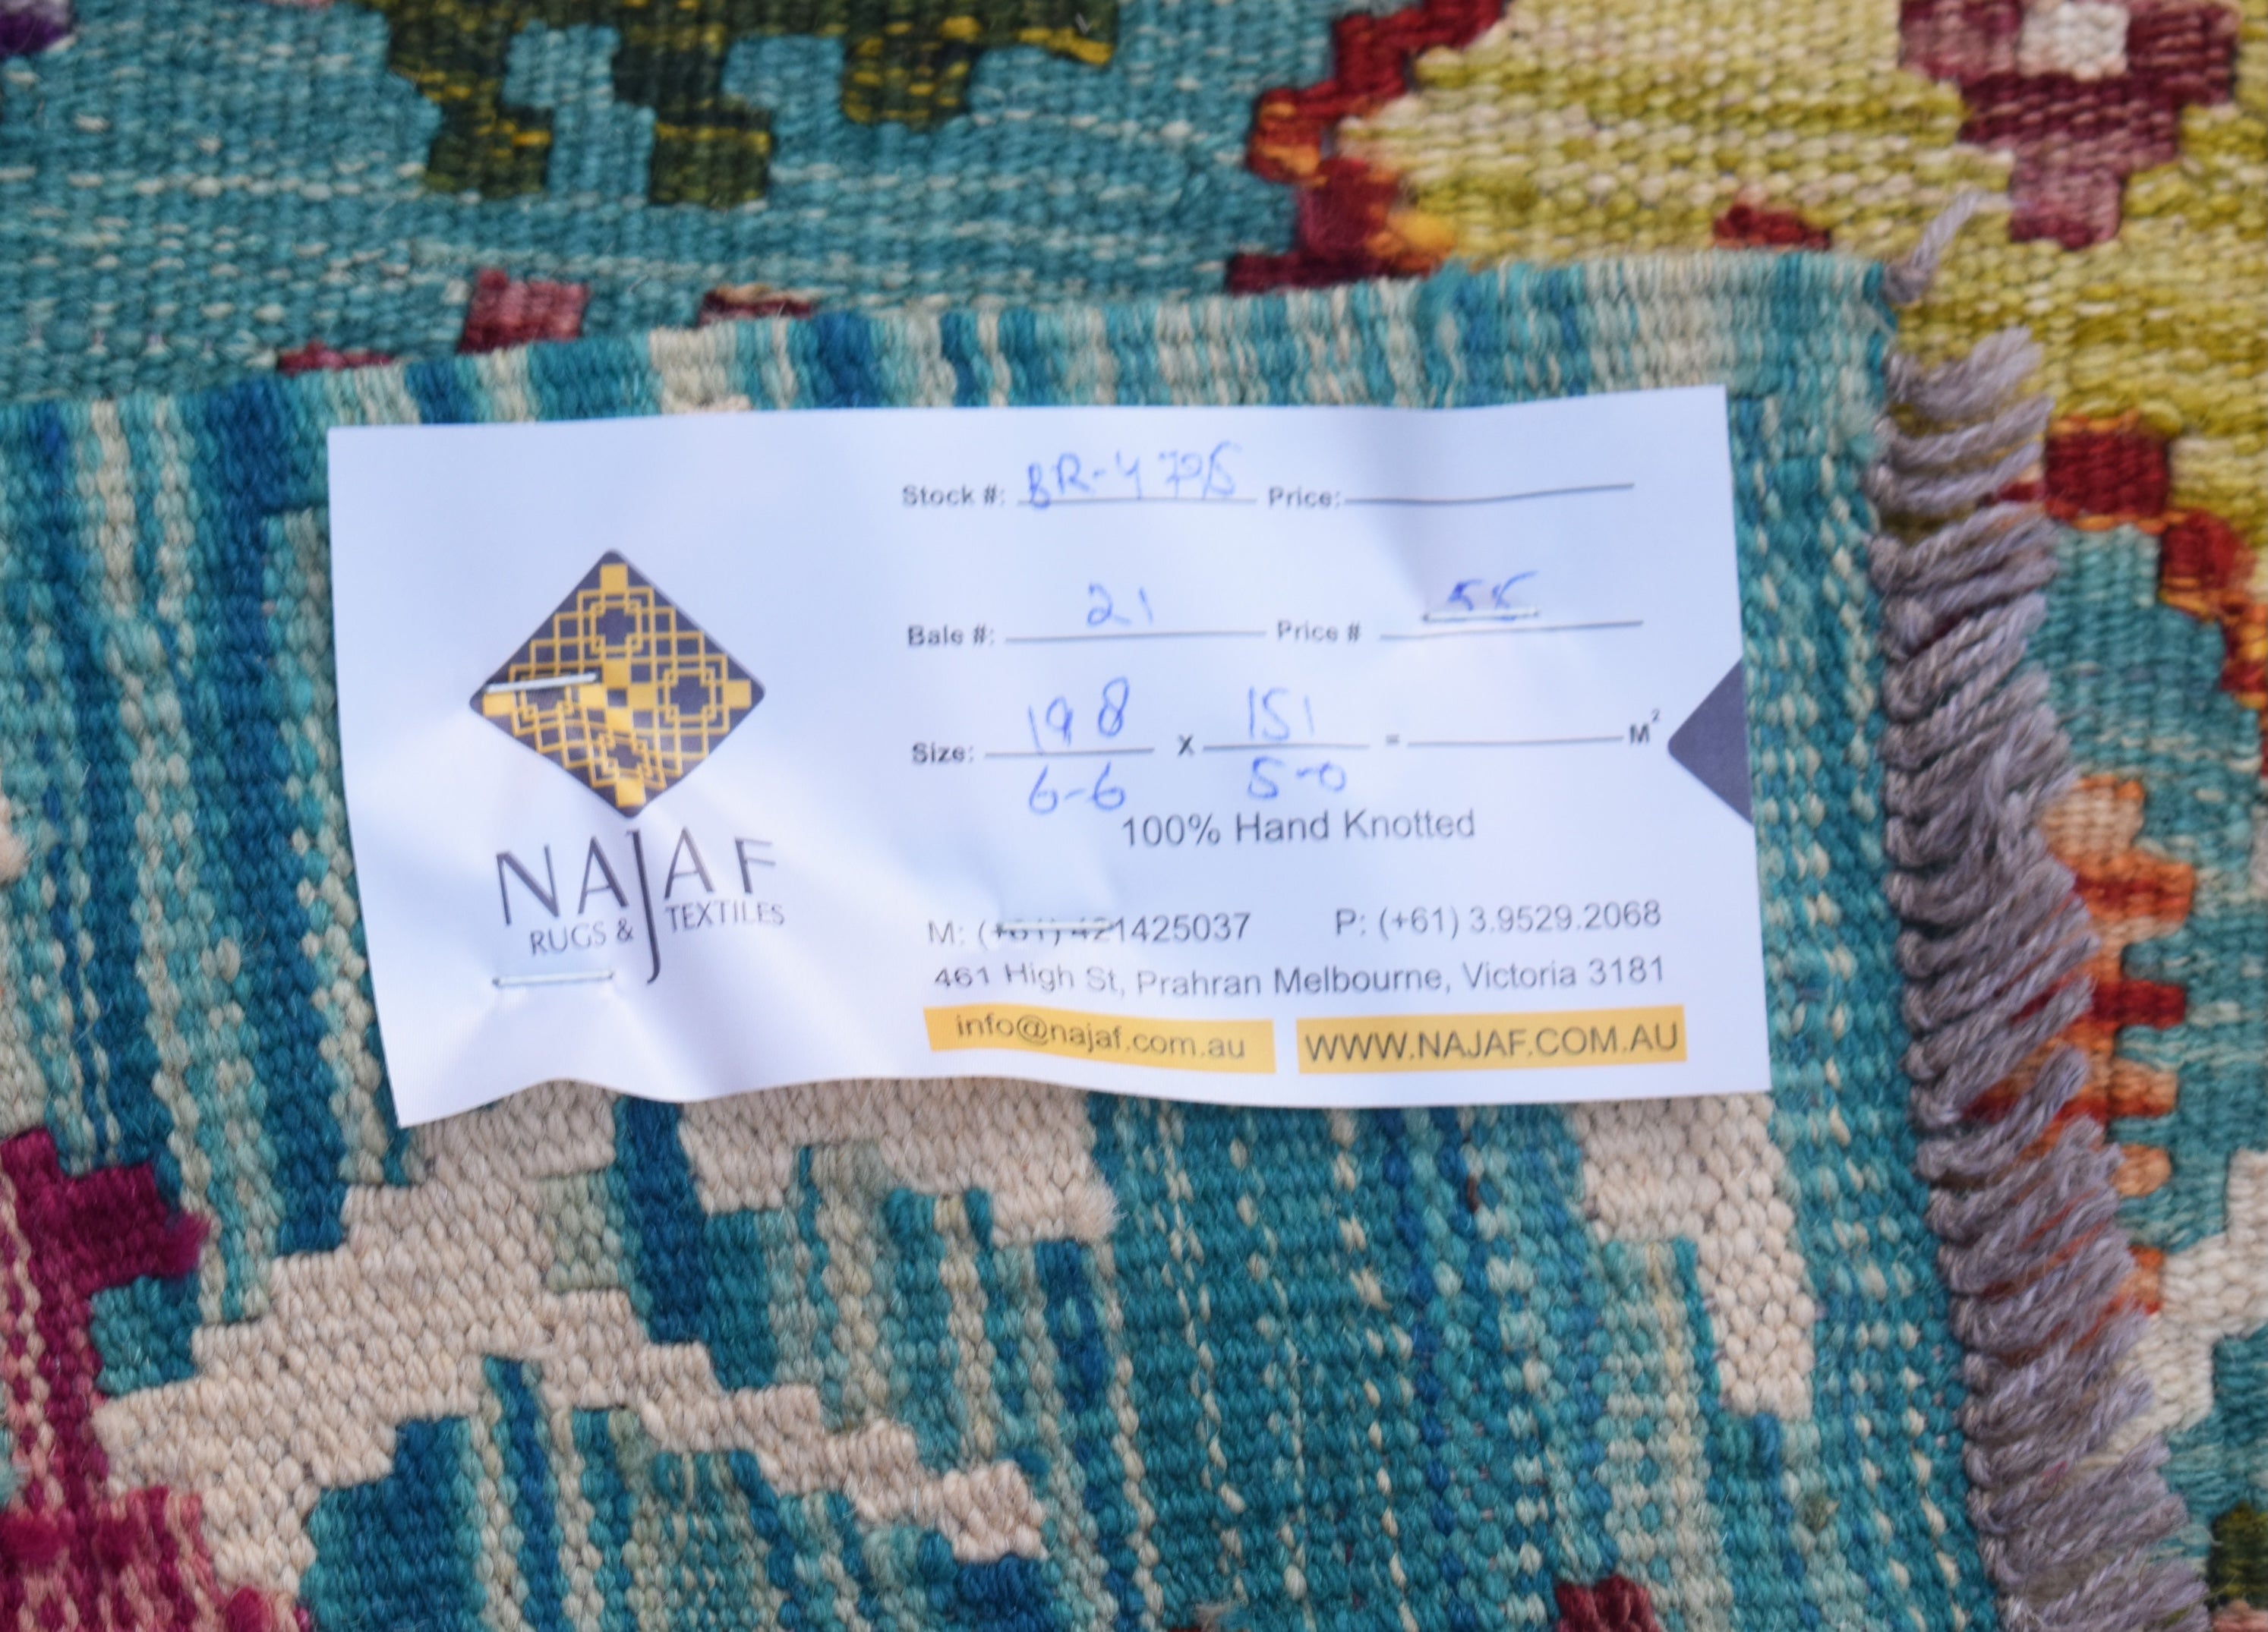 NAJAF
RUGS & TEXTILES
Stock #: BR-4705 Price:
Bale #: 21 Price # 55
Size: 198 X 151 = M²
6-6 5-0
100% Hand Knotted
M: (+61) 421425037 P: (+61) 3.9529.2068
461 High St, Prahran Melbourne, Victoria 3181
info@najaf.com.au WWW.NAJAF.COM.AU